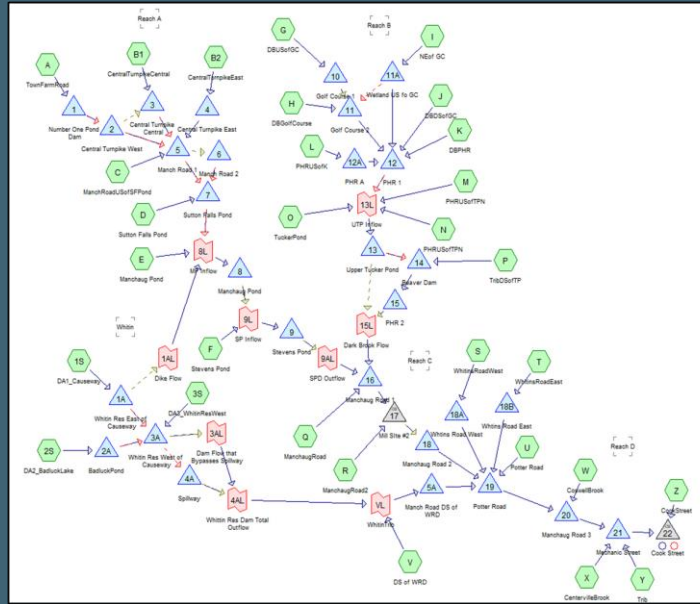 Reach A
Reach B
G
DBUSofGC
I
NEof GC
A
TownFarmRoad
B1
CentralTurnpikeCentral
B2
CentralTurnpikeEast
10
Golf Course 1
11A
Wetland US fo GC
1
Number One Pond
Dam
2
Central Turnpike West
3
Central Turnpike
Central
4
Central Turnpike East
H
DBGolfCourse
11
Golf Course 2
J
DBDSofGC
K
DBPHR
5
Manch Road 1
6
Manch Road 2
L
PHRUSofK
12A
PHR A
12
PHR 1
C
ManchRoadUSofSFPond
7
Sutton Falls Pond
M
PHRUSofTPN
D
Sutton Falls Pond
O
TuckerPond
13L
UTP Inflow
N
PHRUSofTPN
E
Manchaug Pond
8L
MP Inflow
8
Manchaug Pond
13
Upper Tucker Pond
14
Beaver Dam
P
TribDSofTP
15
PHR 2
Whitin
9L
SP Inflow
15L
Dark Brook Flow
F
Stevens Pond
9
Stevens Pond
1S
DA1_Causeway
1AL
Dike Flow
9AL
SPD Outflow
Reach C
S
WhitinsRoadWest
T
WhitinsRoadEast
16
Manchaug Road 1
1A
Whitin Res East of
Causeway
3S
DA3_WhitinResWest
17
Mill Site #2
18A
Whitins Road West
18B
Whitins Road East
2S
DA2_BadluckLake
2A
BadluckPond
3A
Whitin Res West of
Causeway
3AL
Dam Flow that
Bypasses Spillway
Q
ManchaugRoad
R
ManchaugRoad2
18
Manchaug Road 2
U
Potter Road
Reach D
4A
Spillway
4AL
Whitin Res Dam Total
Outflow
VL
WhitinTrib
5A
Manch Road DS of
WRD
19
Potter Road
W
Z
CookStreet
20
Manchaug Road 3
21
Mechanic Street
22
Cook Street
V
DS of WRD
X
CentervilleBrook
Y
Trib